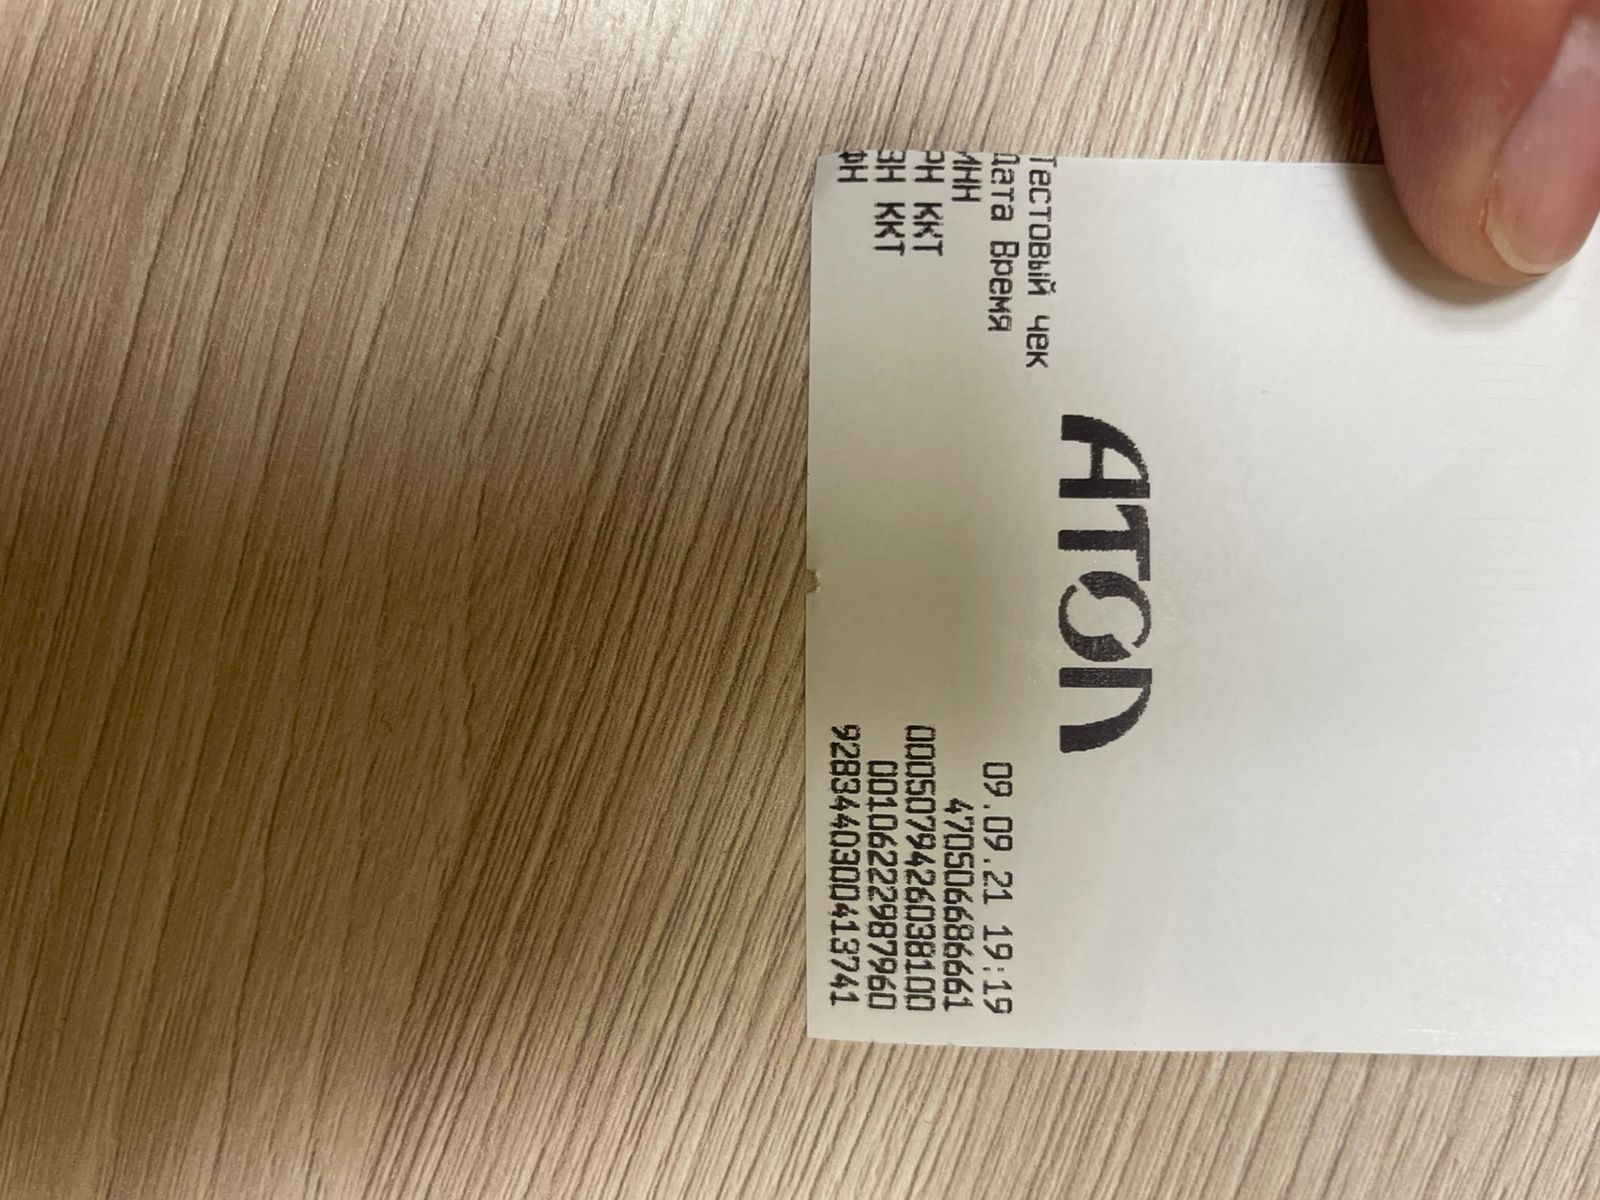 АТОЛ
Тестовый чек
Дата Время 09.09.21 19:19
ИНН 470506686661
РН ККТ 0005079426038100
ЗН ККТ 00106222987960
ФН 9283440300413741